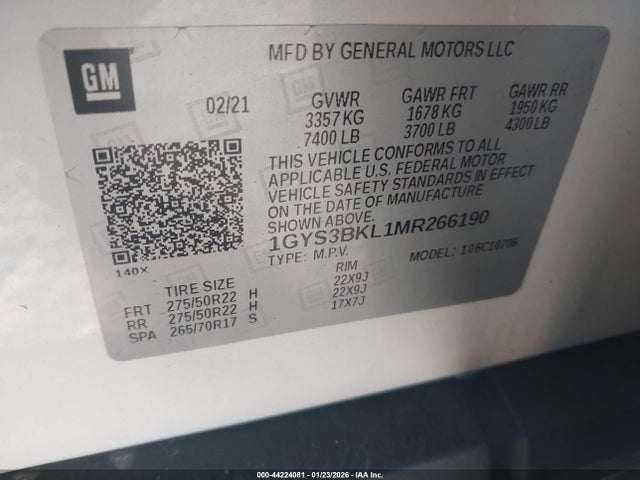 GM
MFD BY GENERAL MOTORS LLC
02/21 GVWR GAWR FRT GAWR RR
3357 KG 1678 KG 1950 KG
7400 LB 3700 LB 4300 LB
THIS VEHICLE CONFORMS TO ALL
APPLICABLE U.S. FEDERAL MOTOR
VEHICLE SAFETY STANDARDS IN EFFECT
ON THE DATE OF MANUFACTURE
SHOWN ABOVE.
1GYS3BKL1MR266190
TYPE: M.P.V. MODEL: 106C10706
140X
TIRE SIZE RIM
FRT 275/50R22 H 22X9J
RR 275/50R22 H 22X9J
SPA 265/70R17 S 17X7J
000-44224081 - 01/23/2026 - IAA Inc.